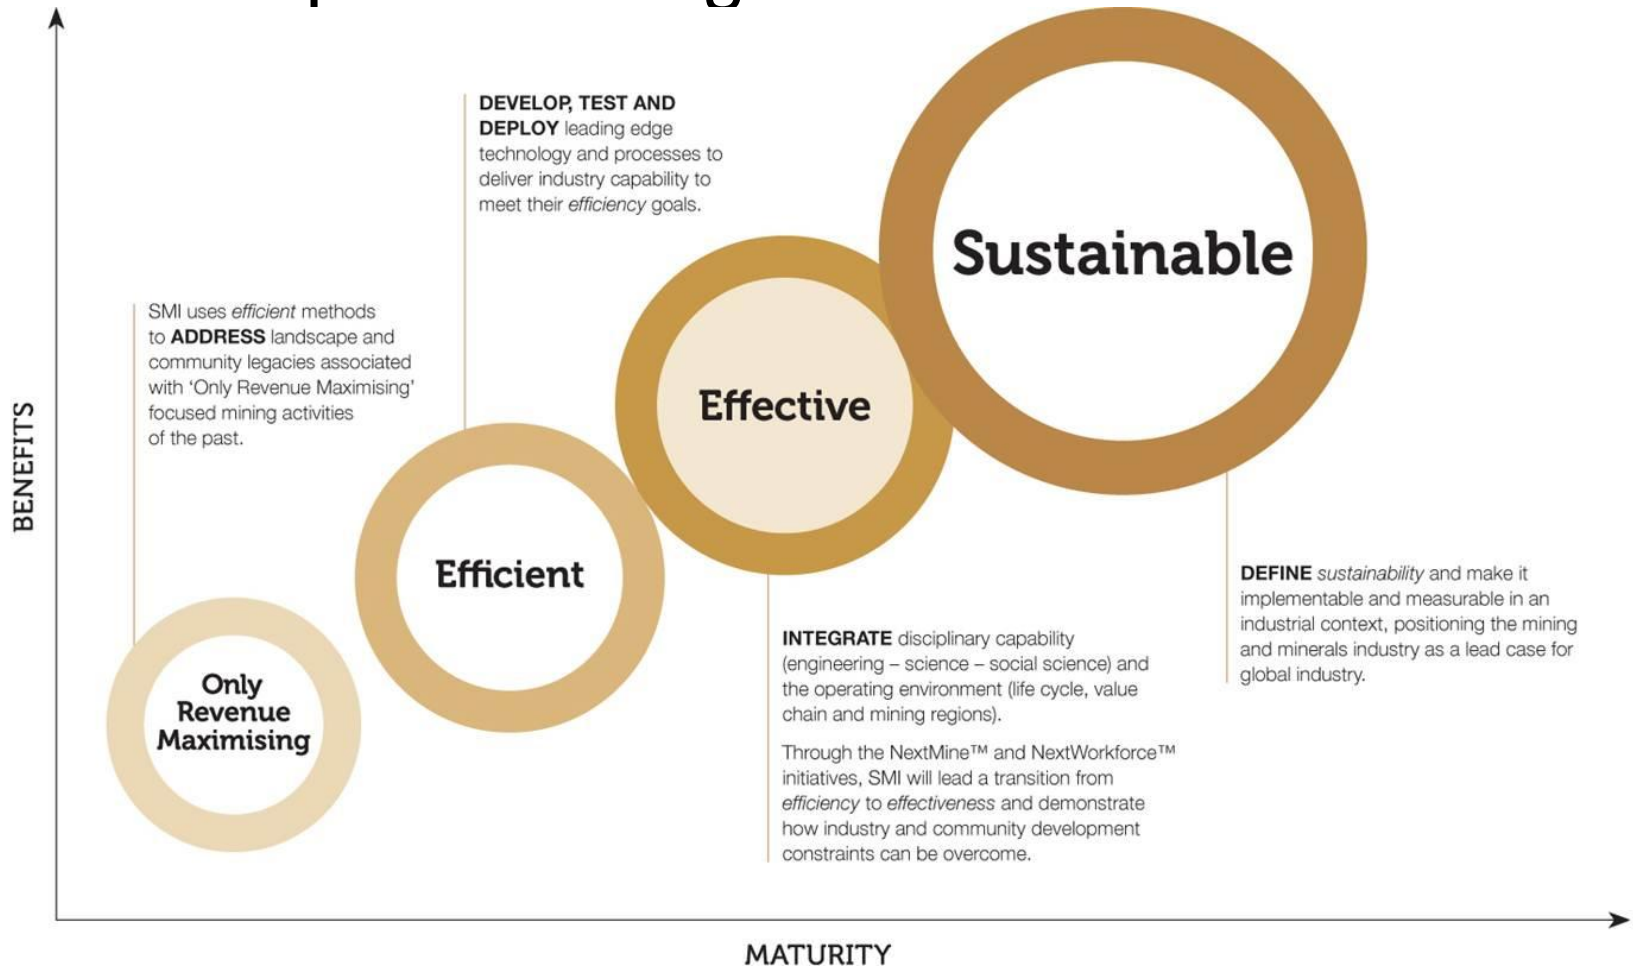 DEVELOP, TEST AND
DEPLOY leading edge
technology and processes to
deliver industry capability to
meet their efficiency goals.
Sustainable
SMI uses efficient methods
to ADDRESS landscape and
community legacies associated
with ‘Only Revenue Maximising’
focused mining activities
of the past.
Effective
BENEFITS
Efficient
DEFINE sustainability and make it
implementable and measurable in an
industrial context, positioning the mining
and minerals industry as a lead case for
global industry.
Only
Revenue
Maximising
INTEGRATE disciplinary capability
(engineering – science – social science) and
the operating environment (life cycle, value
chain and mining regions).
Through the NextMine™ and NextWorkforce™
initiatives, SMI will lead a transition from
efficiency to effectiveness and demonstrate
how industry and community development
constraints can be overcome.
MATURITY